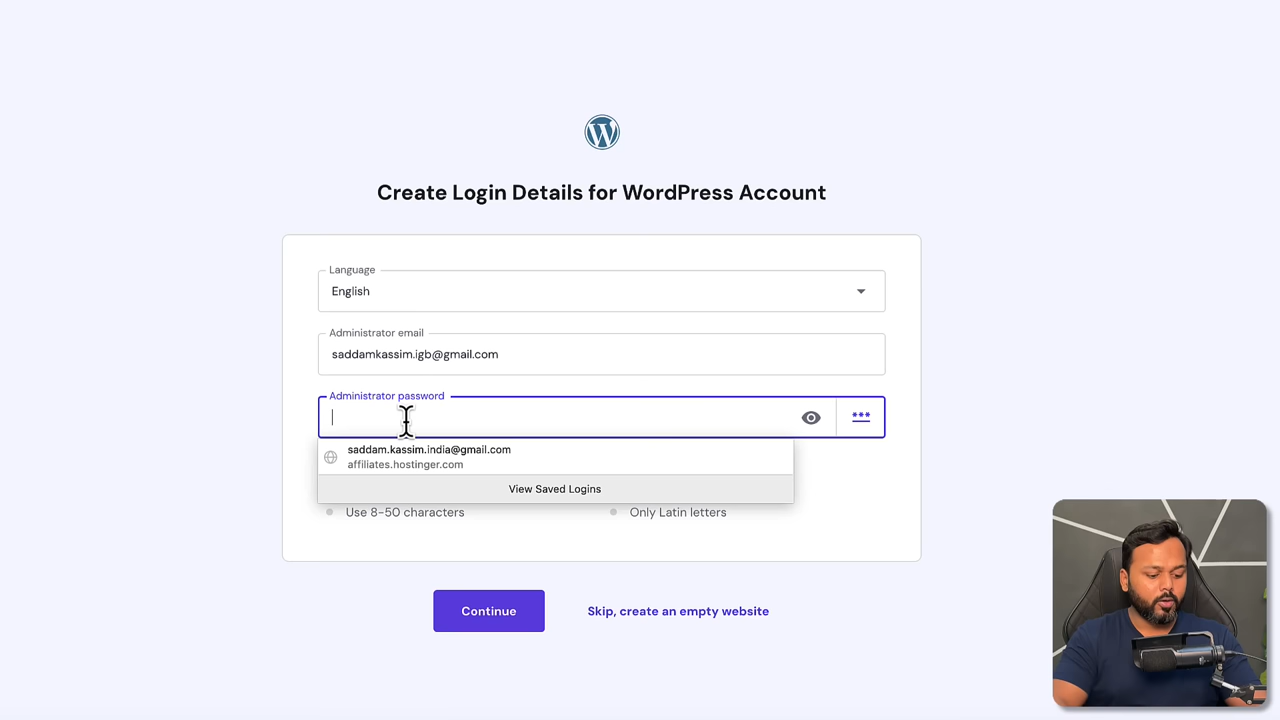 Create Login Details for WordPress Account
Language
English
Administrator email
saddamkassim.igb@gmail.com
Administrator password
***
saddam.kassim.india@gmail.com
affiliates.hostinger.com
View Saved Logins
Use 8-50 characters
Only Latin letters
Continue
Skip, create an empty website